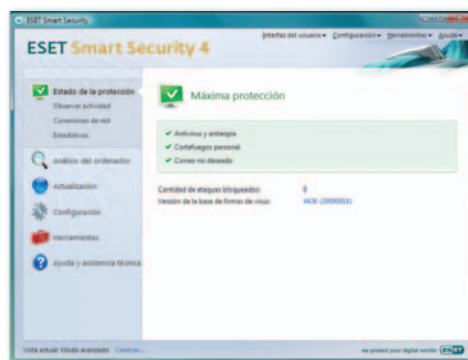 ESET Smart Security
ESET Smart Security 4
Interfaz del usuario Configuración Herramientas Ayuda
Estado de la protección
Observar actividad
Conexiones de red
Estadísticas
Análisis del ordenador
Actualización
Configuración
Herramientas
Ayuda y asistencia técnica
Máxima protección
Antivirus y antiespía
Cortafuegos personal
Correo no deseado
Cantidad de ataques bloqueados: 0
Versión de la base de firmas de virus:
Vista actual: Modo avanzado Cambiar...
we protect your digital worlds eset